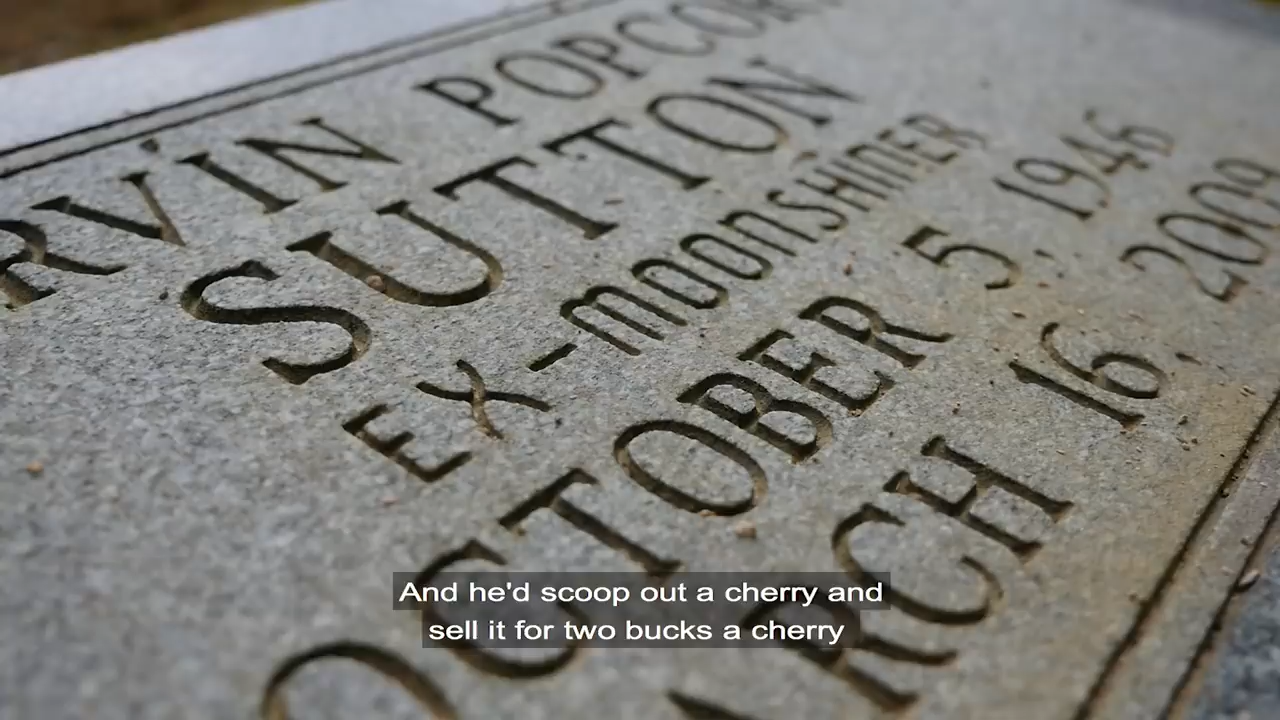 RVIN POPCOR
SUTTON
EX-MOONSHINER
OCTOBER 5, 1946
MARCH 16, 2009
And he'd scoop out a cherry and
sell it for two bucks a cherry